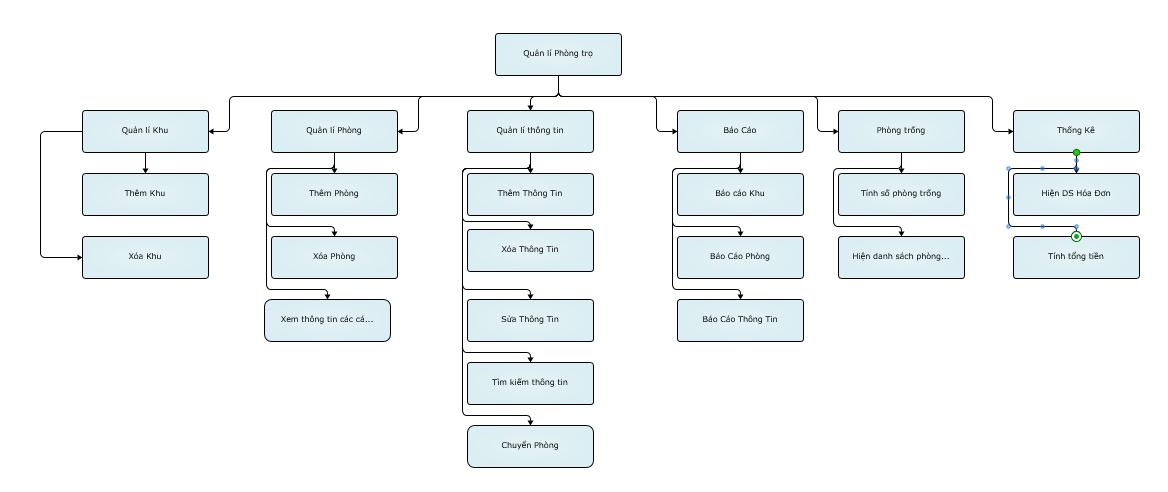 Quản lí Phòng trọ
Quản lí Khu
Quản lí Phòng
Quản lí thông tin
Báo Cáo
Phòng trống
Thống Kê
Thêm Khu
Thêm Phòng
Thêm Thông Tin
Báo cáo Khu
Tính số phòng trống
Hiện DS Hóa Đơn
Xóa Khu
Xóa Phòng
Xóa Thông Tin
Báo Cáo Phòng
Hiện danh sách phòng...
Tính tổng tiền
Xem thông tin các cá...
Sửa Thông Tin
Báo Cáo Thông Tin
Tìm kiếm thông tin
Chuyển Phòng